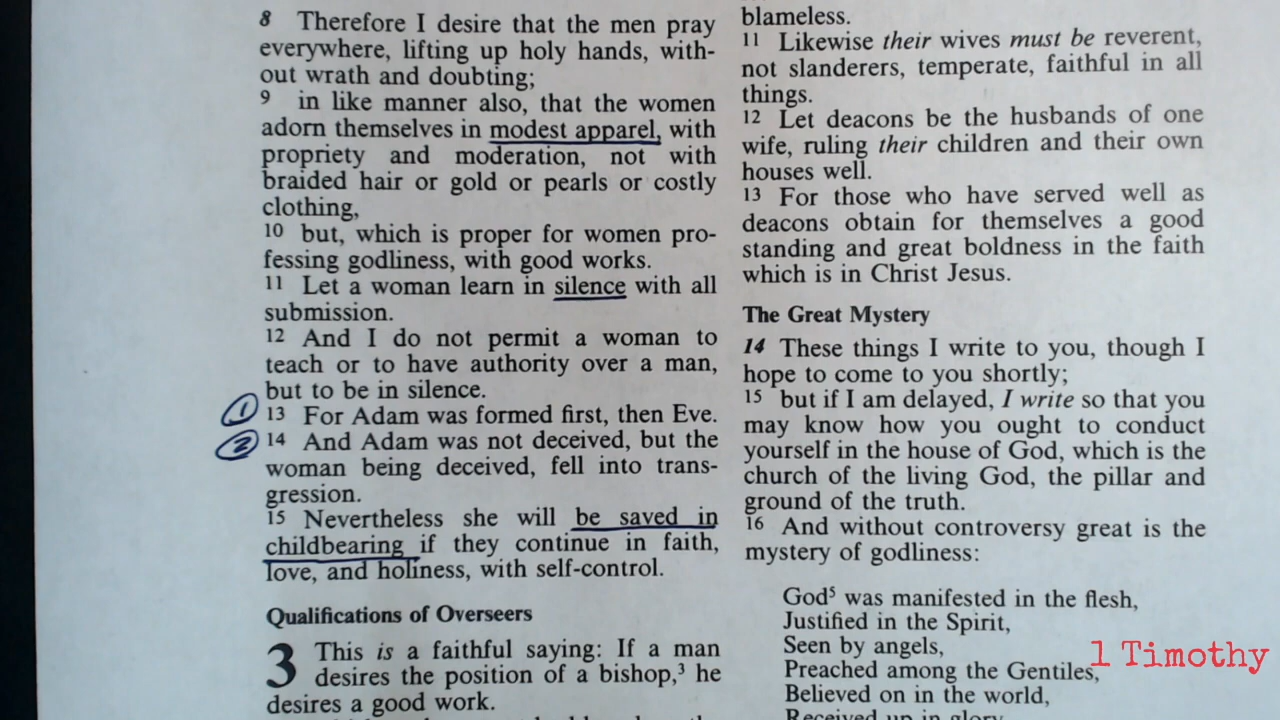 8 Therefore I desire that the men pray
everywhere, lifting up holy hands, with-
out wrath and doubting;
9 in like manner also, that the women
adorn themselves in modest apparel, with
propriety and moderation, not with
braided hair or gold or pearls or costly
clothing,
10 but, which is proper for women pro-
fessing godliness, with good works.
11 Let a woman learn in silence with all
submission.
12 And I do not permit a woman to
teach or to have authority over a man,
but to be in silence.
1 13 For Adam was formed first, then Eve.
2 14 And Adam was not deceived, but the
woman being deceived, fell into trans-
gression.
15 Nevertheless she will be saved in
childbearing if they continue in faith,
love, and holiness, with self-control.
Qualifications of Overseers
3 This is a faithful saying: If a man
desires the position of a bishop,3 he
desires a good work.
blameless.
11 Likewise their wives must be reverent,
not slanderers, temperate, faithful in all
things.
12 Let deacons be the husbands of one
wife, ruling their children and their own
houses well.
13 For those who have served well as
deacons obtain for themselves a good
standing and great boldness in the faith
which is in Christ Jesus.
The Great Mystery
14 These things I write to you, though I
hope to come to you shortly;
15 but if I am delayed, I write so that you
may know how you ought to conduct
yourself in the house of God, which is the
church of the living God, the pillar and
ground of the truth.
16 And without controversy great is the
mystery of godliness:
God5 was manifested in the flesh,
Justified in the Spirit,
Seen by angels,
Preached among the Gentiles,
Believed on in the world,
Received up in glory
1 Timothy